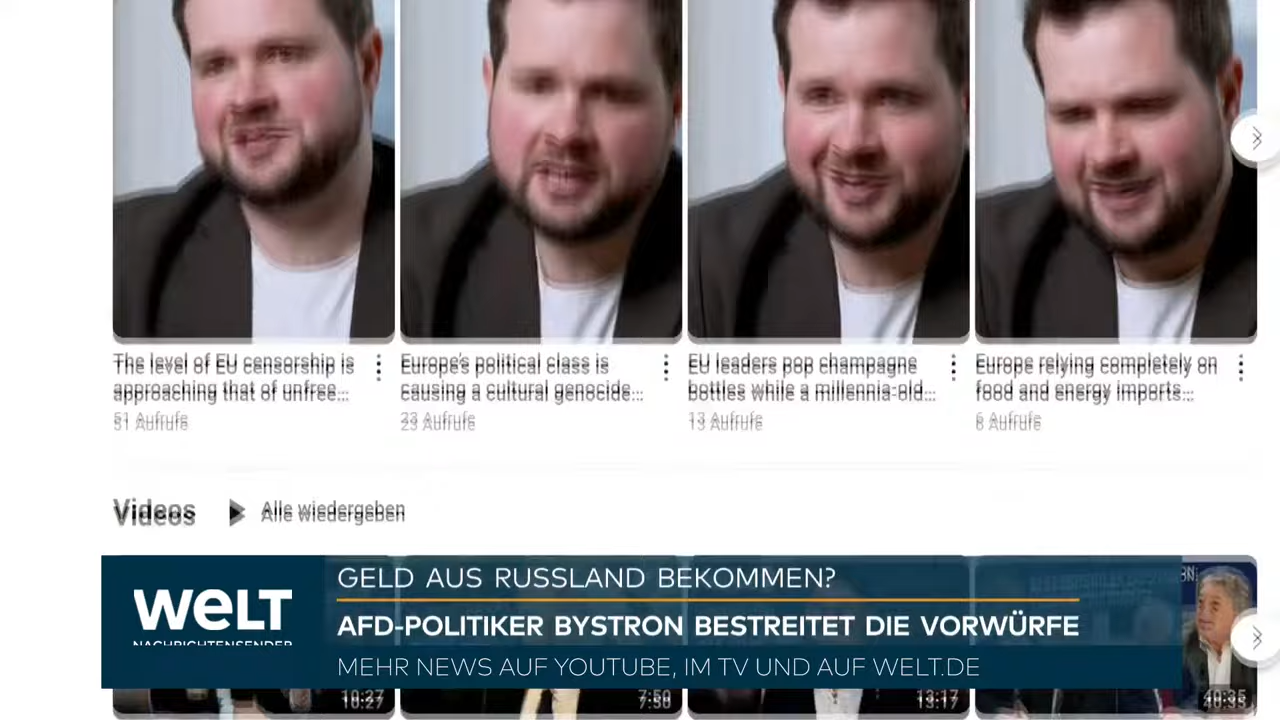 The level of EU censorship is
approaching that of unfree...
51 Aufrufe
Europe's political class is
causing a cultural genocide...
23 Aufrufe
EU leaders pop champagne
bottles while a millennia-old...
13 Aufrufe
Europe relying completely on
food and energy imports...
6 Aufrufe
Videos
Alle wiedergeben
WELT
NACHRICHTENSENDER
GELD AUS RUSSLAND BEKOMMEN?
AFD-POLITIKER BYSTRON BESTREITET DIE VORWÜRFE
MEHR NEWS AUF YOUTUBE, IM TV UND AUF WELT.DE
10:27
7:50
13:17
40:35